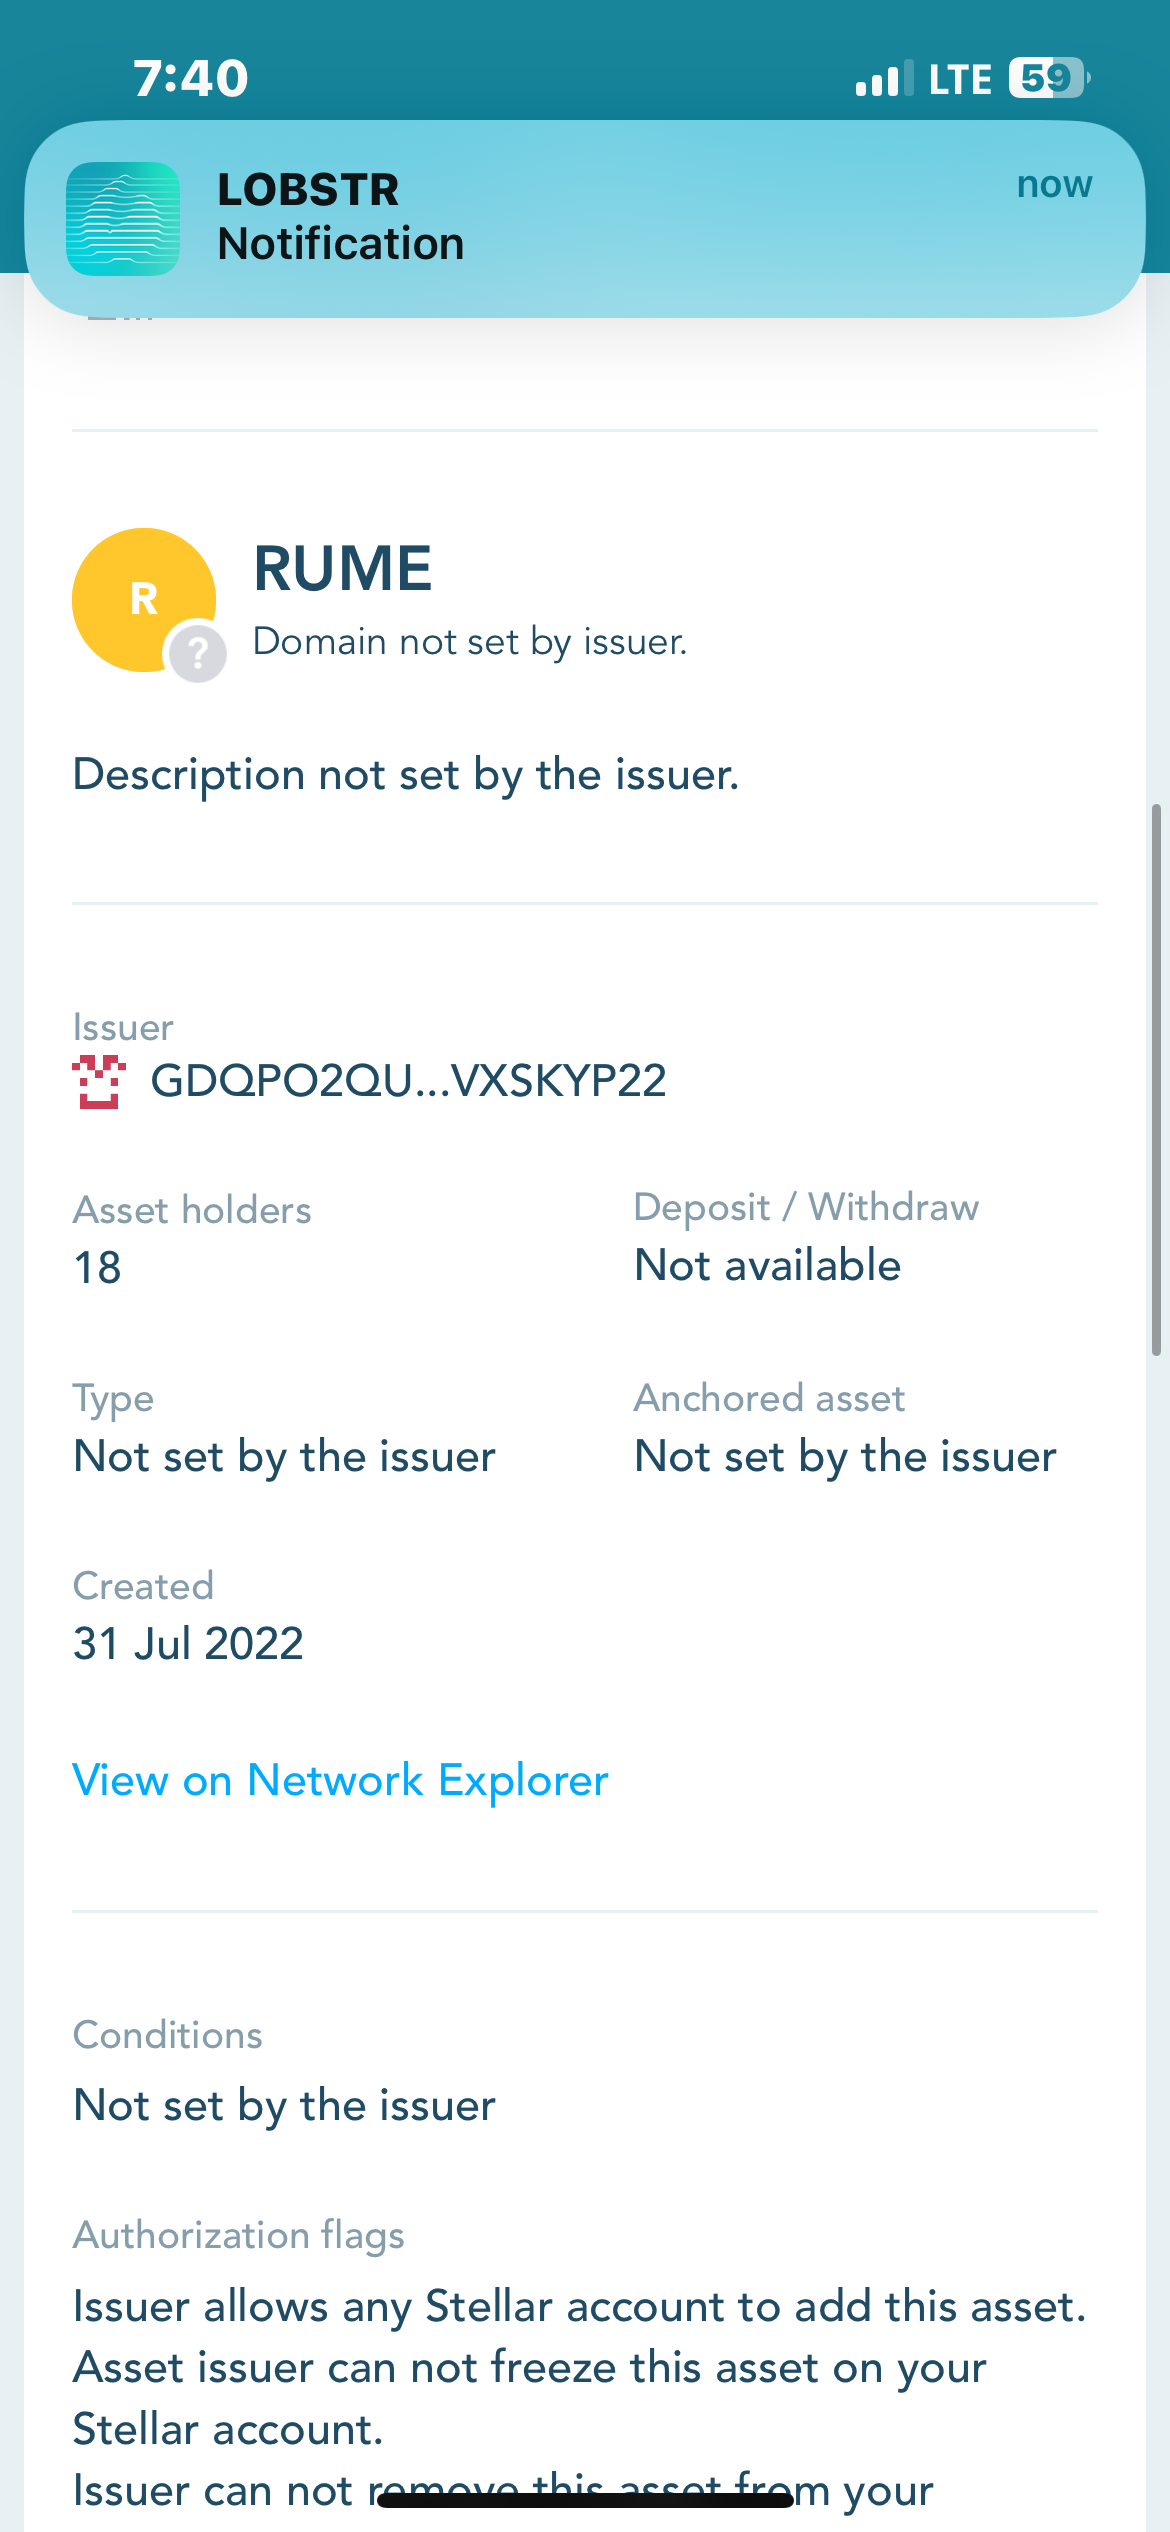 7:40
LTE 59
LOBSTR
now
Notification
RUME
R
?
Domain not set by issuer.
Description not set by the issuer.
Issuer
GDQPO2QU...VXSKYP22
Asset holders
18
Deposit / Withdraw
Not available
Type
Not set by the issuer
Anchored asset
Not set by the issuer
Created
31 Jul 2022
View on Network Explorer
Conditions
Not set by the issuer
Authorization flags
Issuer allows any Stellar account to add this asset.
Asset issuer can not freeze this asset on your
Stellar account.
Issuer can not remove this asset from your